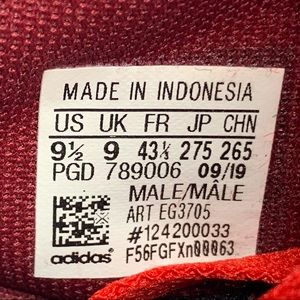 MADE IN INDONESIA
US UK FR JP CHN
9½ 9 43⅓ 275 265
PGD 789006 09/19
MALE/MÂLE
ART EG3705
#124200033
adidas® F56FGFXn00063